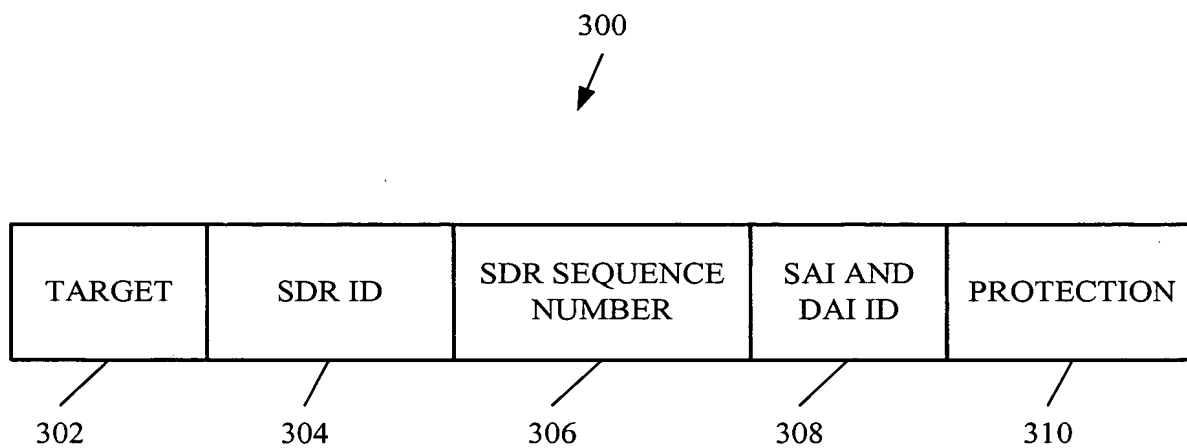 300
TARGET
SDR ID
SDR SEQUENCE
NUMBER
SAI AND
DAI ID
PROTECTION
302
304
306
308
310